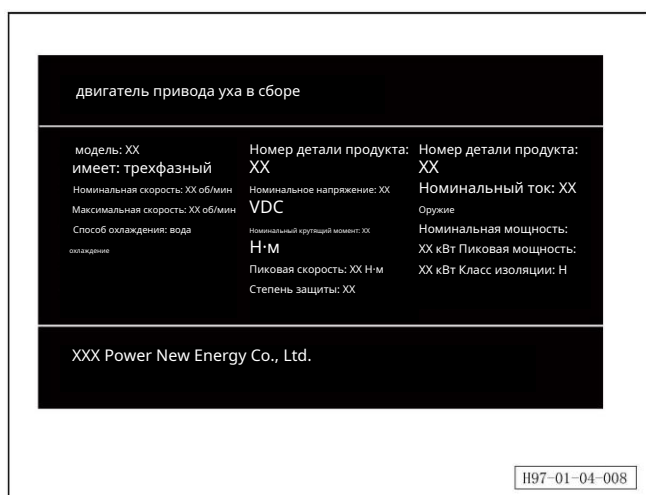 двигатель привода уха в сборе
модель: XX
имеет: трехфазный
Номинальная скорость: XX об/мин
Максимальная скорость: XX об/мин
Способ охлаждения: вода
охлаждение
Номер детали продукта:
XX
Номинальное напряжение: XX
VDC
Номинальный крутящий момент: XX
Н·м
Пиковая скорость: XX Н·м
Степень защиты: XX
Номер детали продукта:
XX
Номинальный ток: XX
Оружие
Номинальная мощность:
XX кВт Пиковая мощность:
XX кВт Класс изоляции: H
XXX Power New Energy Co., Ltd.
H97-01-04-008